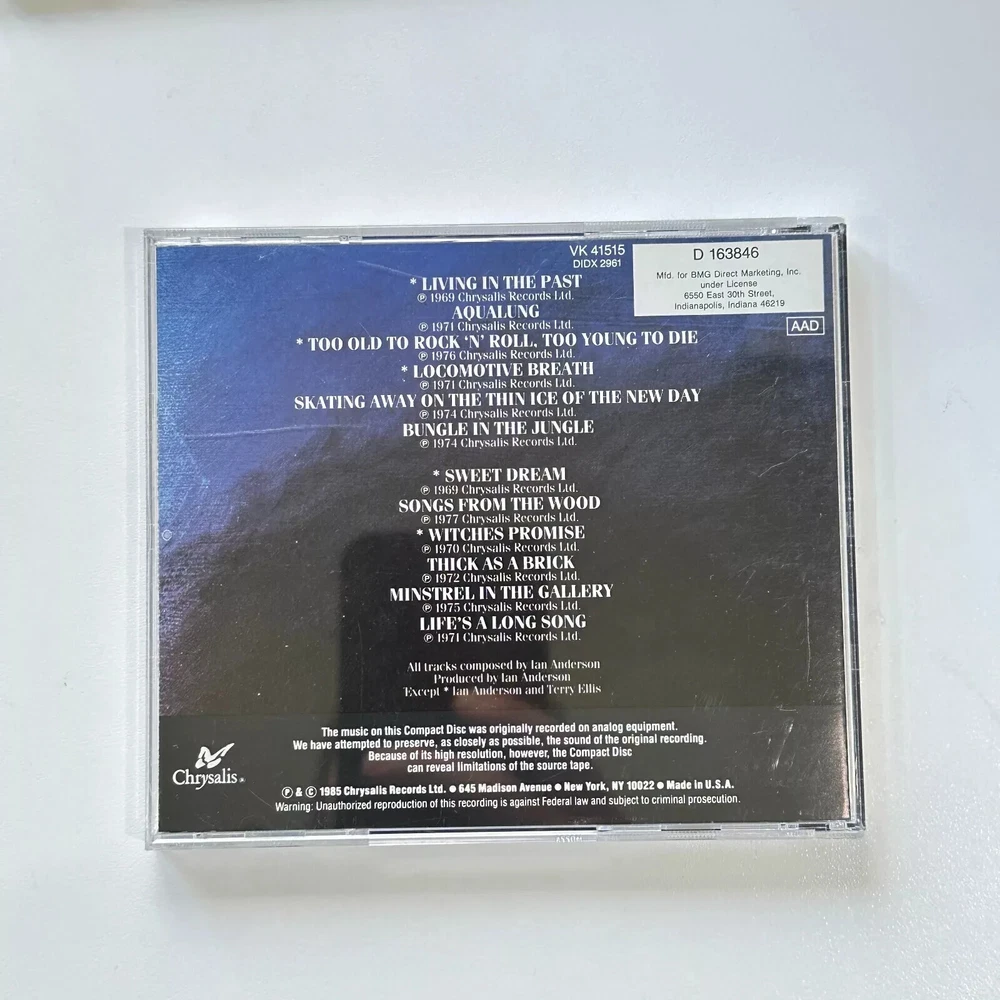 VK 41515
DIDX 2961
D 163846
Mfd. for BMG Direct Marketing, Inc.
under License
6550 East 30th Street,
Indianapolis, Indiana 46219
AAD
* LIVING IN THE PAST
℗ 1969 Chrysalis Records Ltd.
AQUALUNG
℗ 1971 Chrysalis Records Ltd.
* TOO OLD TO ROCK ‘N’ ROLL, TOO YOUNG TO DIE
℗ 1976 Chrysalis Records Ltd.
* LOCOMOTIVE BREATH
℗ 1971 Chrysalis Records Ltd.
SKATING AWAY ON THE THIN ICE OF THE NEW DAY
℗ 1974 Chrysalis Records Ltd.
BUNGLE IN THE JUNGLE
℗ 1974 Chrysalis Records Ltd.
* SWEET DREAM
℗ 1969 Chrysalis Records Ltd.
SONGS FROM THE WOOD
℗ 1977 Chrysalis Records Ltd.
* WITCHES PROMISE
℗ 1970 Chrysalis Records Ltd.
THICK AS A BRICK
℗ 1972 Chrysalis Records Ltd.
MINSTREL IN THE GALLERY
℗ 1975 Chrysalis Records Ltd.
LIFE’S A LONG SONG
℗ 1971 Chrysalis Records Ltd.
All tracks composed by Ian Anderson
Produced by Ian Anderson
Except * Ian Anderson and Terry Ellis
The music on this Compact Disc was originally recorded on analog equipment.
We have attempted to preserve, as closely as possible, the sound of the original recording.
Because of its high resolution, however, the Compact Disc
can reveal limitations of the source tape.
Chrysalis®
℗ & © 1985 Chrysalis Records Ltd. ● 645 Madison Avenue ● New York, NY 10022 ● Made in U.S.A.
Warning: Unauthorized reproduction of this recording is against Federal law and subject to criminal prosecution.